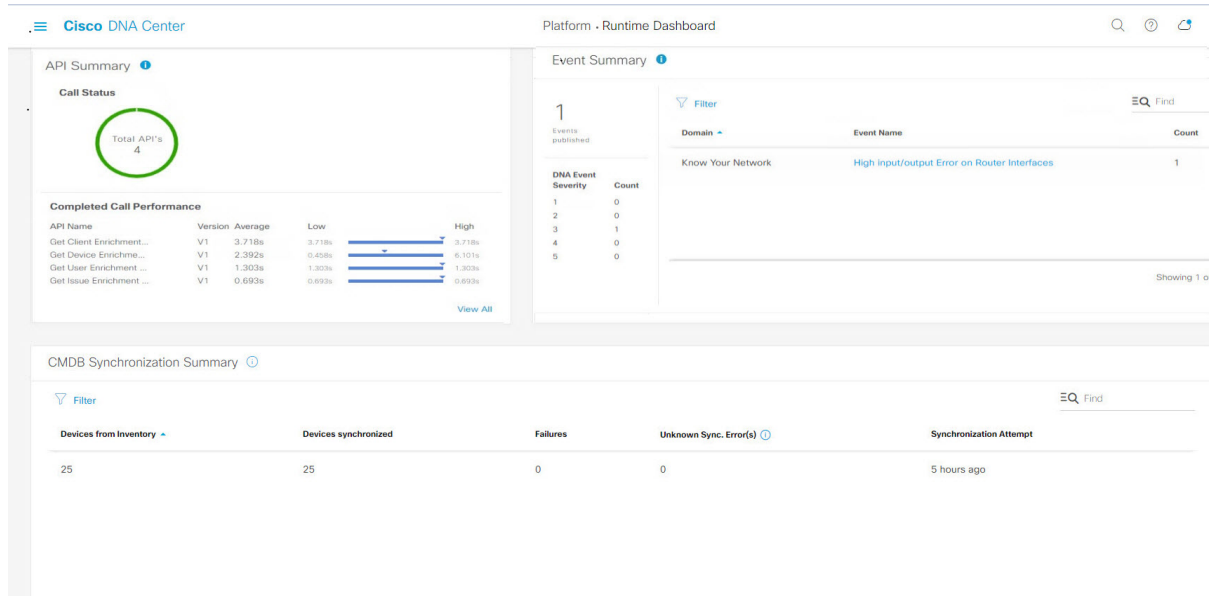 Cisco DNA Center
Platform • Runtime Dashboard
API Summary
Call Status
Total API's
4
Completed Call Performance
API Name Version Average Low High
Get Client Enrichment... V1 3.718s 3.718s 3.718s
Get Device Enrichme... V1 2.392s 0.458s 6.101s
Get User Enrichment ... V1 1.303s 1.303s 1.303s
Get Issue Enrichment ... V1 0.693s 0.693s 0.693s
View All
Event Summary
1
Events
published
DNA Event
Severity Count
1 0
2 0
3 1
4 0
5 0
Filter
Find
Domain Event Name Count
Know Your Network High input/output Error on Router Interfaces 1
Showing 1 o
CMDB Synchronization Summary
Filter
Find
Devices from Inventory Devices synchronized Failures Unknown Sync. Error(s) Synchronization Attempt
25 25 0 0 5 hours ago